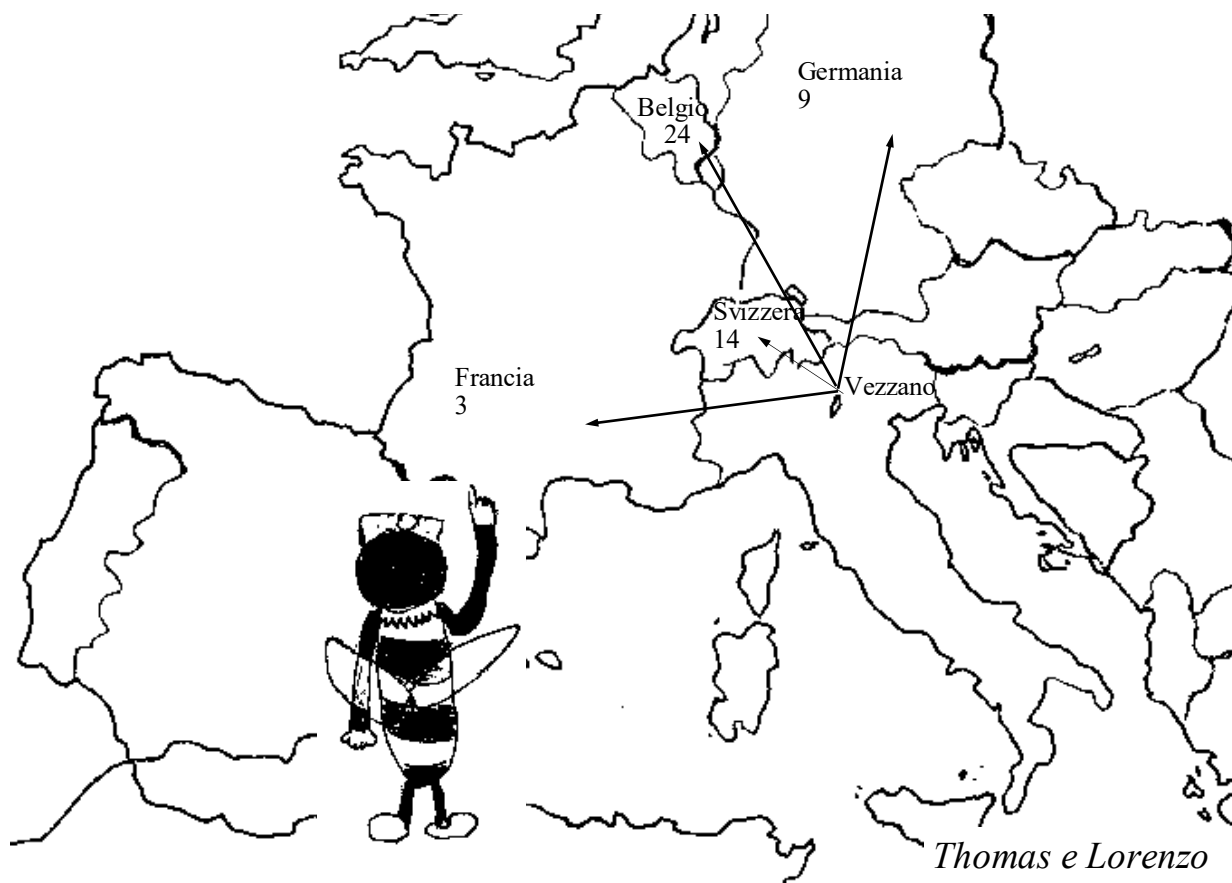 Germania
9
Belgio
24
Svizzera
14
Francia
3
Vezzano
Thomas e Lorenzo